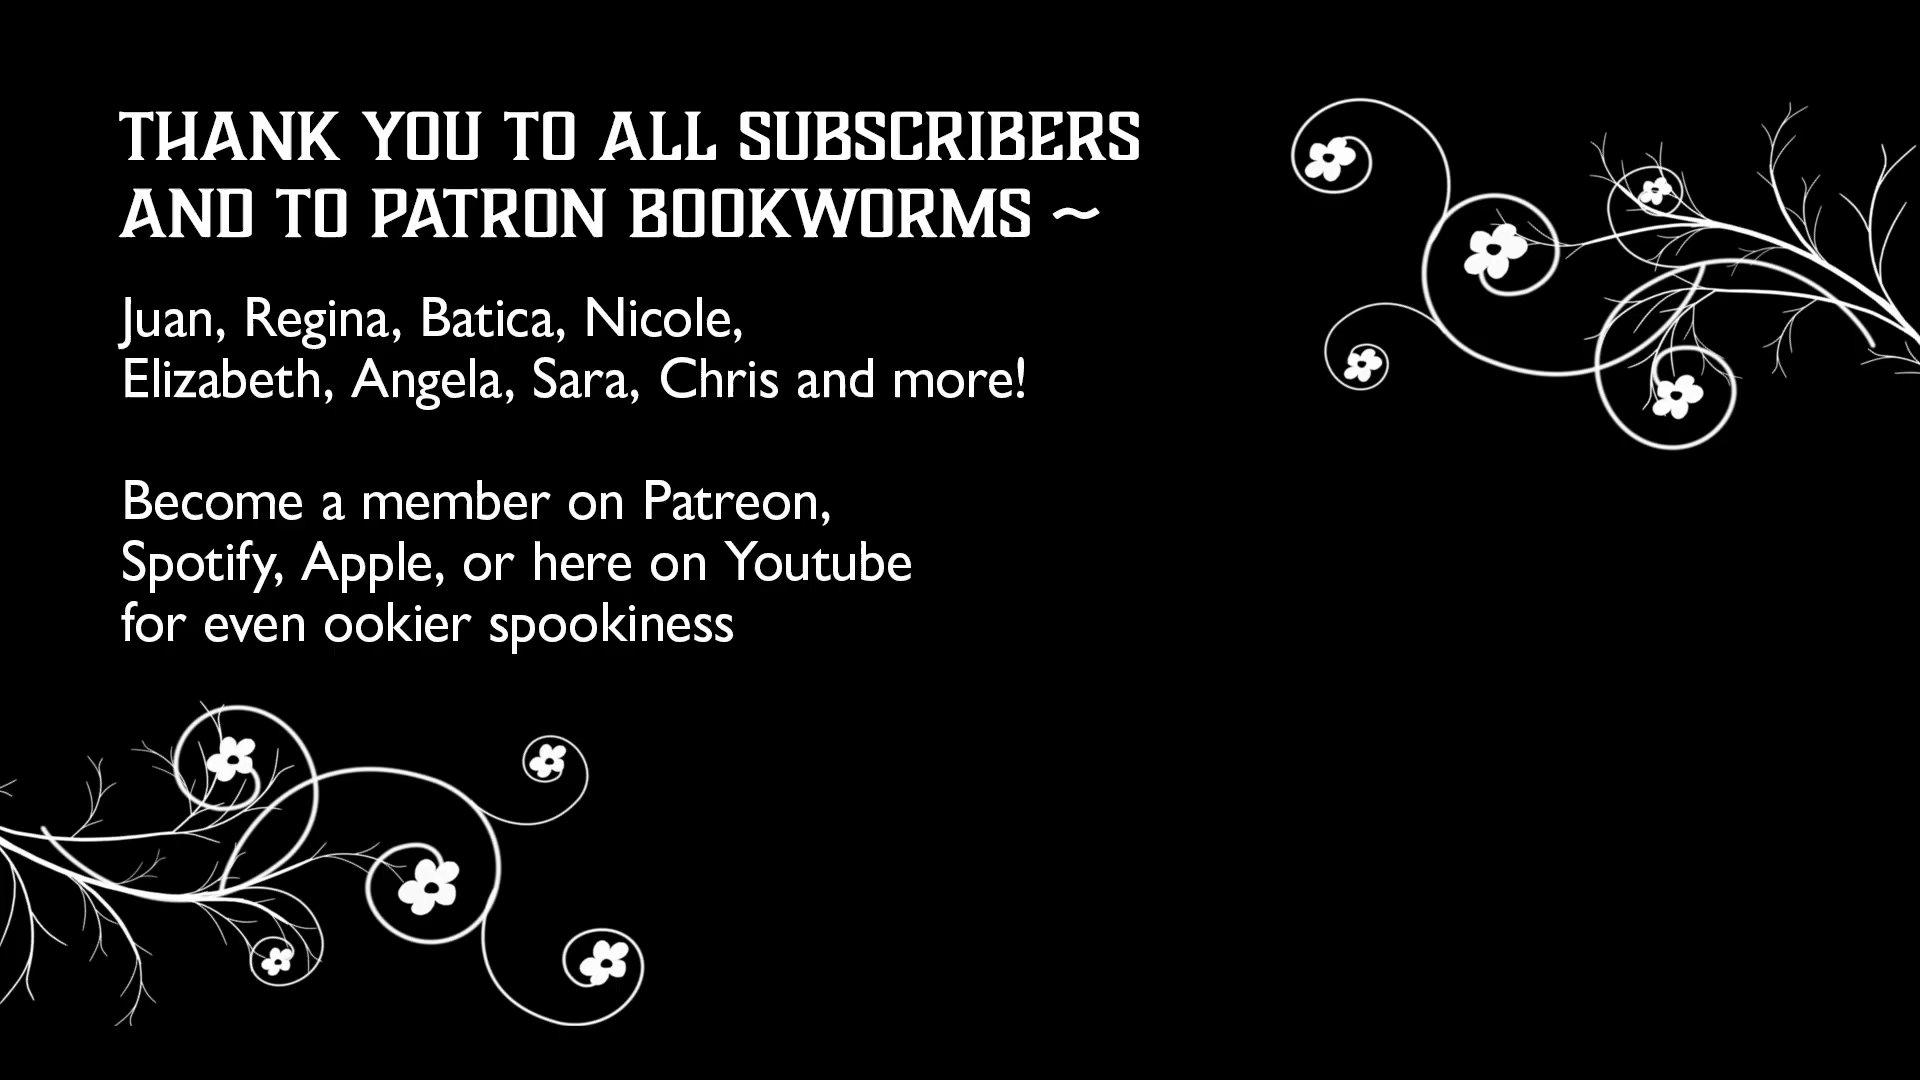 THANK YOU TO ALL SUBSCRIBERS
AND TO PATRON BOOKWORMS ~
Juan, Regina, Batica, Nicole,
Elizabeth, Angela, Sara, Chris and more!
Become a member on Patreon,
Spotify, Apple, or here on Youtube
for even ookier spookiness